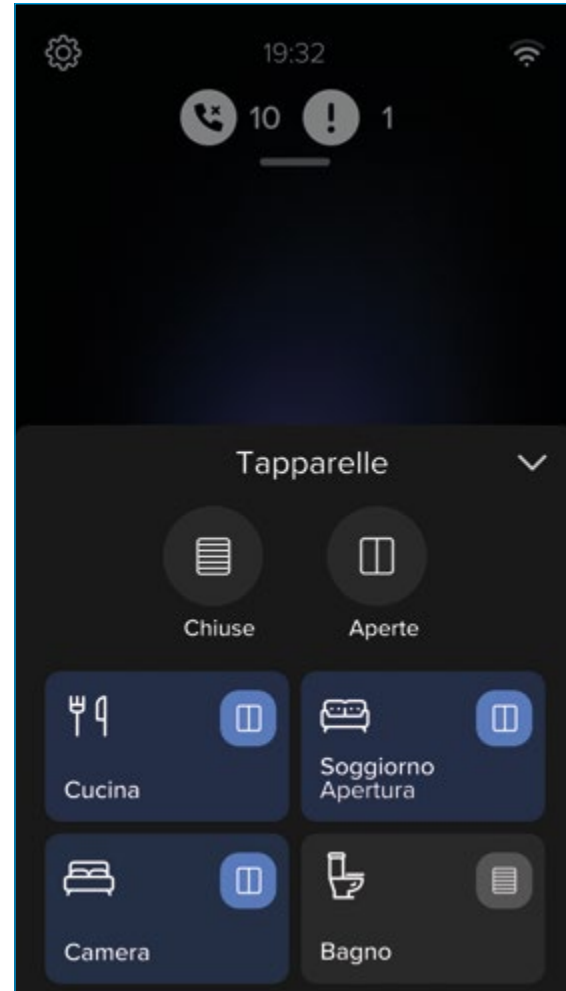 19:32
10 1
Tapparelle
Chiuse Aperte
Cucina
Soggiorno
Apertura
Camera
Bagno